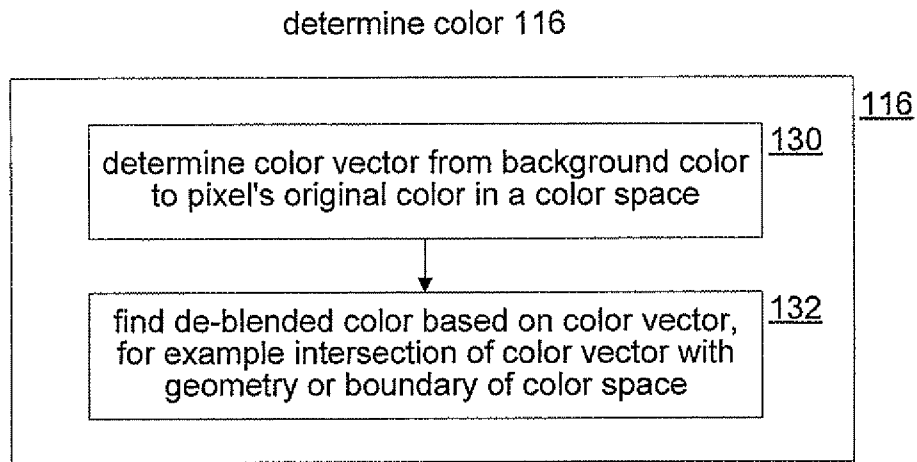 determine color 116
116
130
determine color vector from background color
to pixel's original color in a color space
132
find de-blended color based on color vector,
for example intersection of color vector with
geometry or boundary of color space